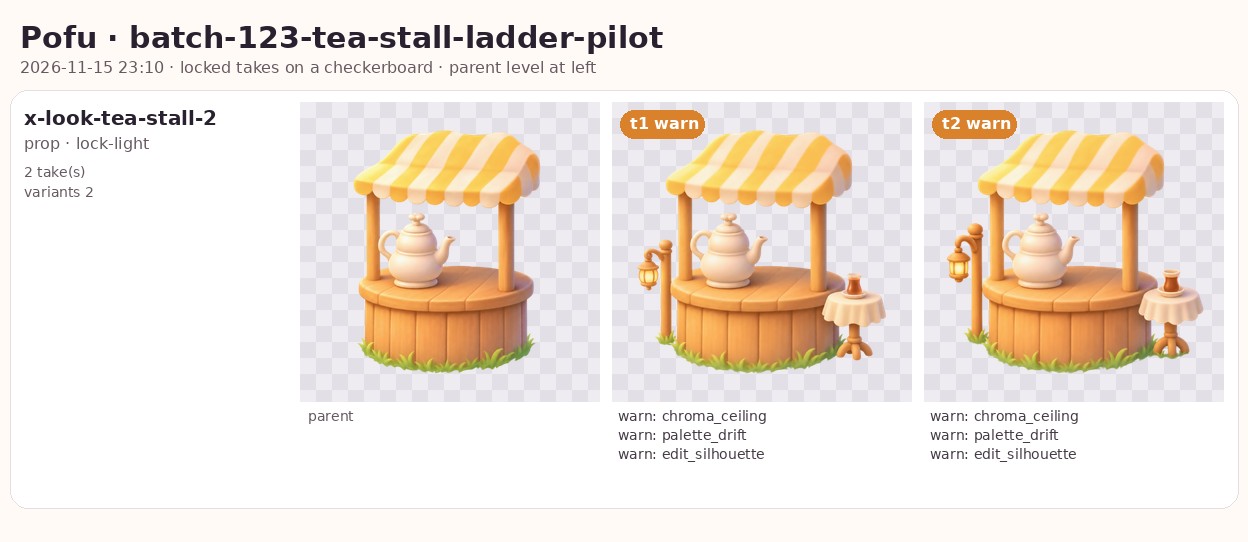 Pofu · batch-123-tea-stall-ladder-pilot
2026-11-15 23:10 · locked takes on a checkerboard · parent level at left
x-look-tea-stall-2
prop · lock-light
2 take(s)
variants 2
parent
t1 warn
warn: chroma_ceiling
warn: palette_drift
warn: edit_silhouette
t2 warn
warn: chroma_ceiling
warn: palette_drift
warn: edit_silhouette